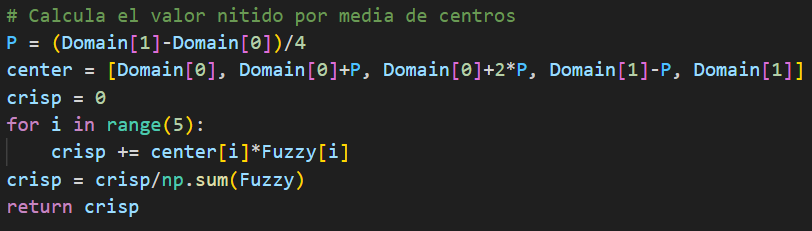 # Calcula el valor nitido por media de centros
P = (Domain[1]-Domain[0])/4
center = [Domain[0], Domain[0]+P, Domain[0]+2*P, Domain[1]-P, Domain[1]]
crisp = 0
for i in range(5):
    crisp += center[i]*Fuzzy[i]
crisp = crisp/np.sum(Fuzzy)
return crisp